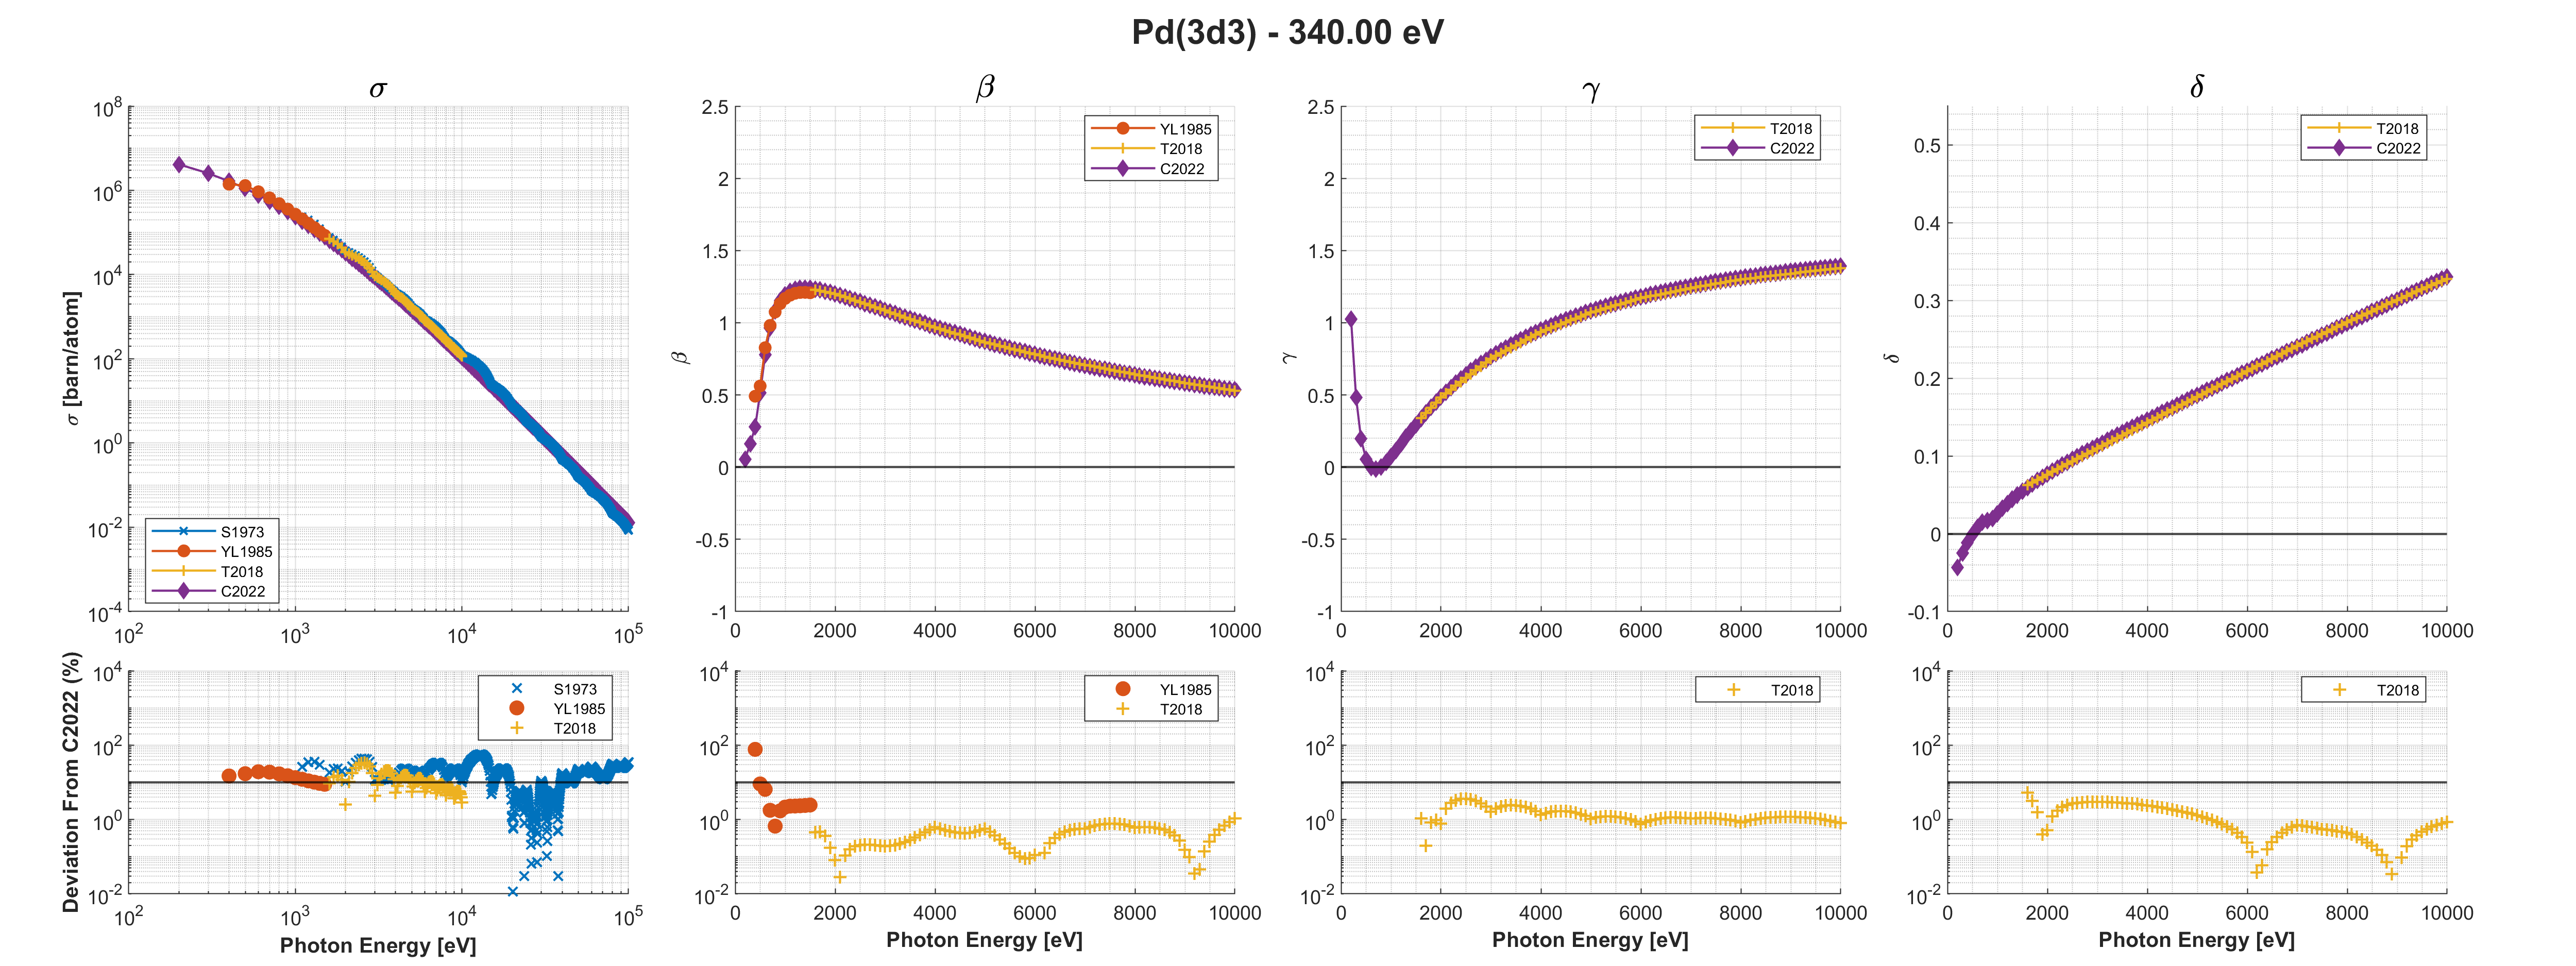 Pd(3d3) - 340.00 eV
σ
σ [barn/atom]
10^8
10^6
10^4
10^2
10^0
10^-2
10^-4
10^2 10^3 10^4 10^5
S1973
YL1985
T2018
C2022
β
β
2.5
2
1.5
1
0.5
0
-0.5
-1
0 2000 4000 6000 8000 10000
YL1985
T2018
C2022
γ
γ
2.5
2
1.5
1
0.5
0
-0.5
-1
0 2000 4000 6000 8000 10000
T2018
C2022
δ
δ
0.5
0.4
0.3
0.2
0.1
0
-0.1
0 2000 4000 6000 8000 10000
T2018
C2022
Deviation From C2022 (%)
10^4
10^2
10^0
10^-2
10^2 10^3 10^4 10^5
Photon Energy [eV]
S1973
YL1985
T2018
10^4
10^2
10^0
10^-2
0 2000 4000 6000 8000 10000
Photon Energy [eV]
YL1985
T2018
10^4
10^2
10^0
10^-2
0 2000 4000 6000 8000 10000
Photon Energy [eV]
T2018
10^4
10^2
10^0
10^-2
0 2000 4000 6000 8000 10000
Photon Energy [eV]
T2018